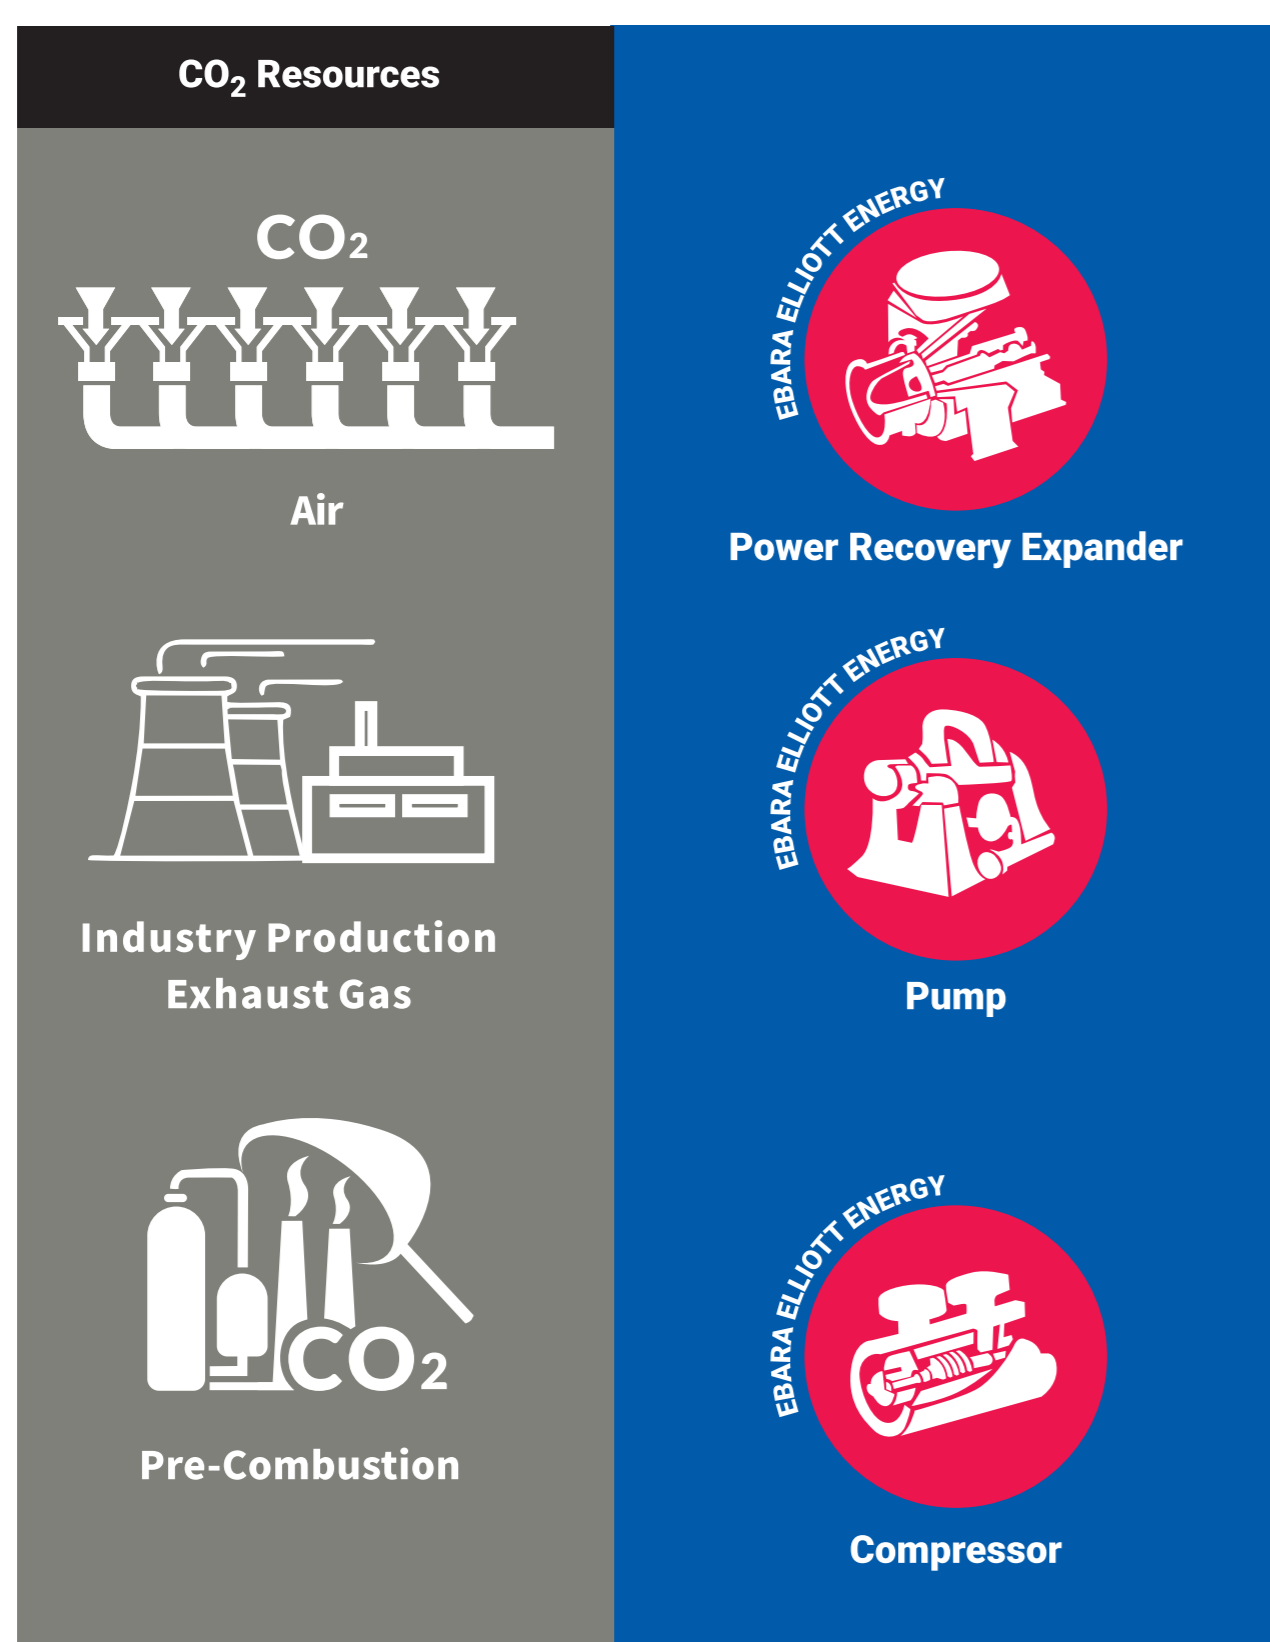 CO₂ Resources
CO₂
Air
Industry Production
Exhaust Gas
CO₂
Pre-Combustion
EBARA ELLIOTT ENERGY
Power Recovery Expander
EBARA ELLIOTT ENERGY
Pump
EBARA ELLIOTT ENERGY
Compressor